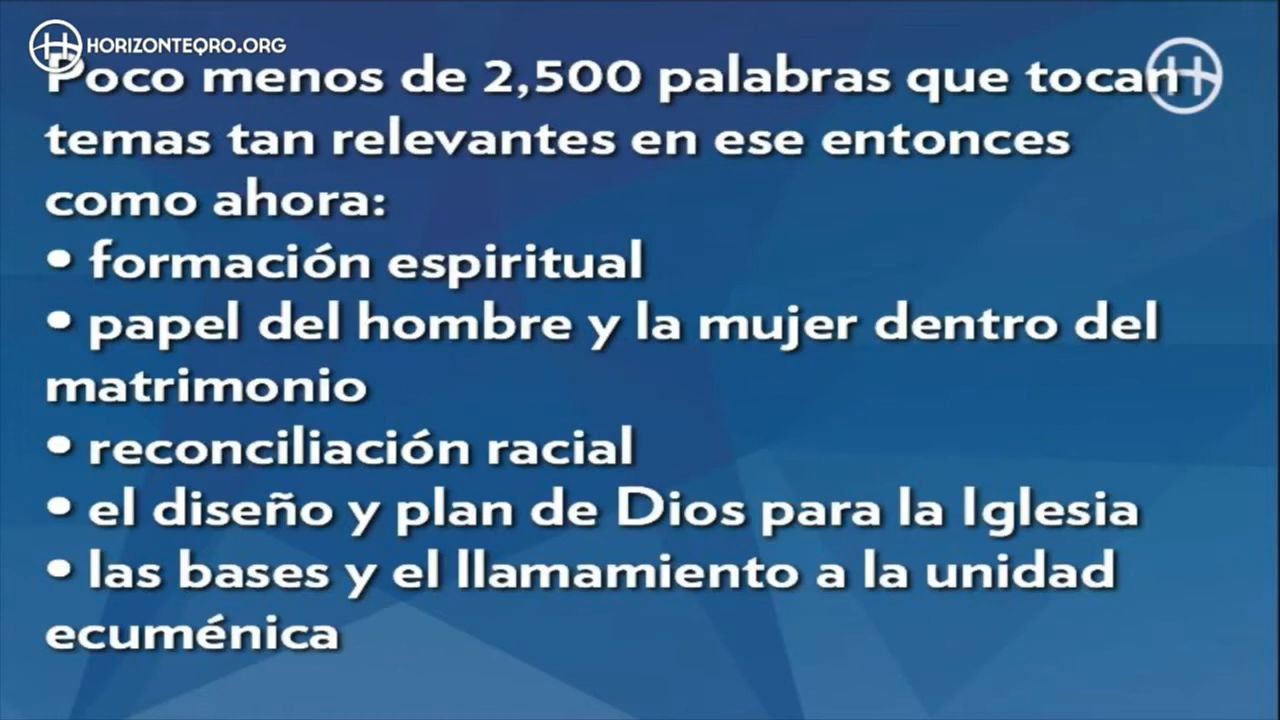 HORIZONTEQRO.ORG
Poco menos de 2,500 palabras que tocan
temas tan relevantes en ese entonces
como ahora:
• formación espiritual
• papel del hombre y la mujer dentro del
matrimonio
• reconciliación racial
• el diseño y plan de Dios para la Iglesia
• las bases y el llamamiento a la unidad
ecuménica